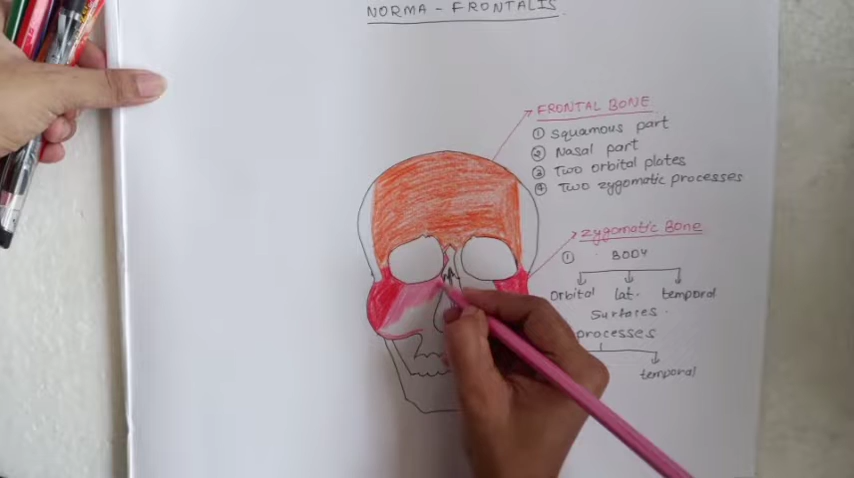 NORMA - FRONTALIS
FRONTAL BONE
① Squamous part
② Nasal part
③ Two orbital plates
④ Two zygomatic processes
Zygomatic Bone
① BODY
Orbital lat. temporal
Surfaces
processes
temporal